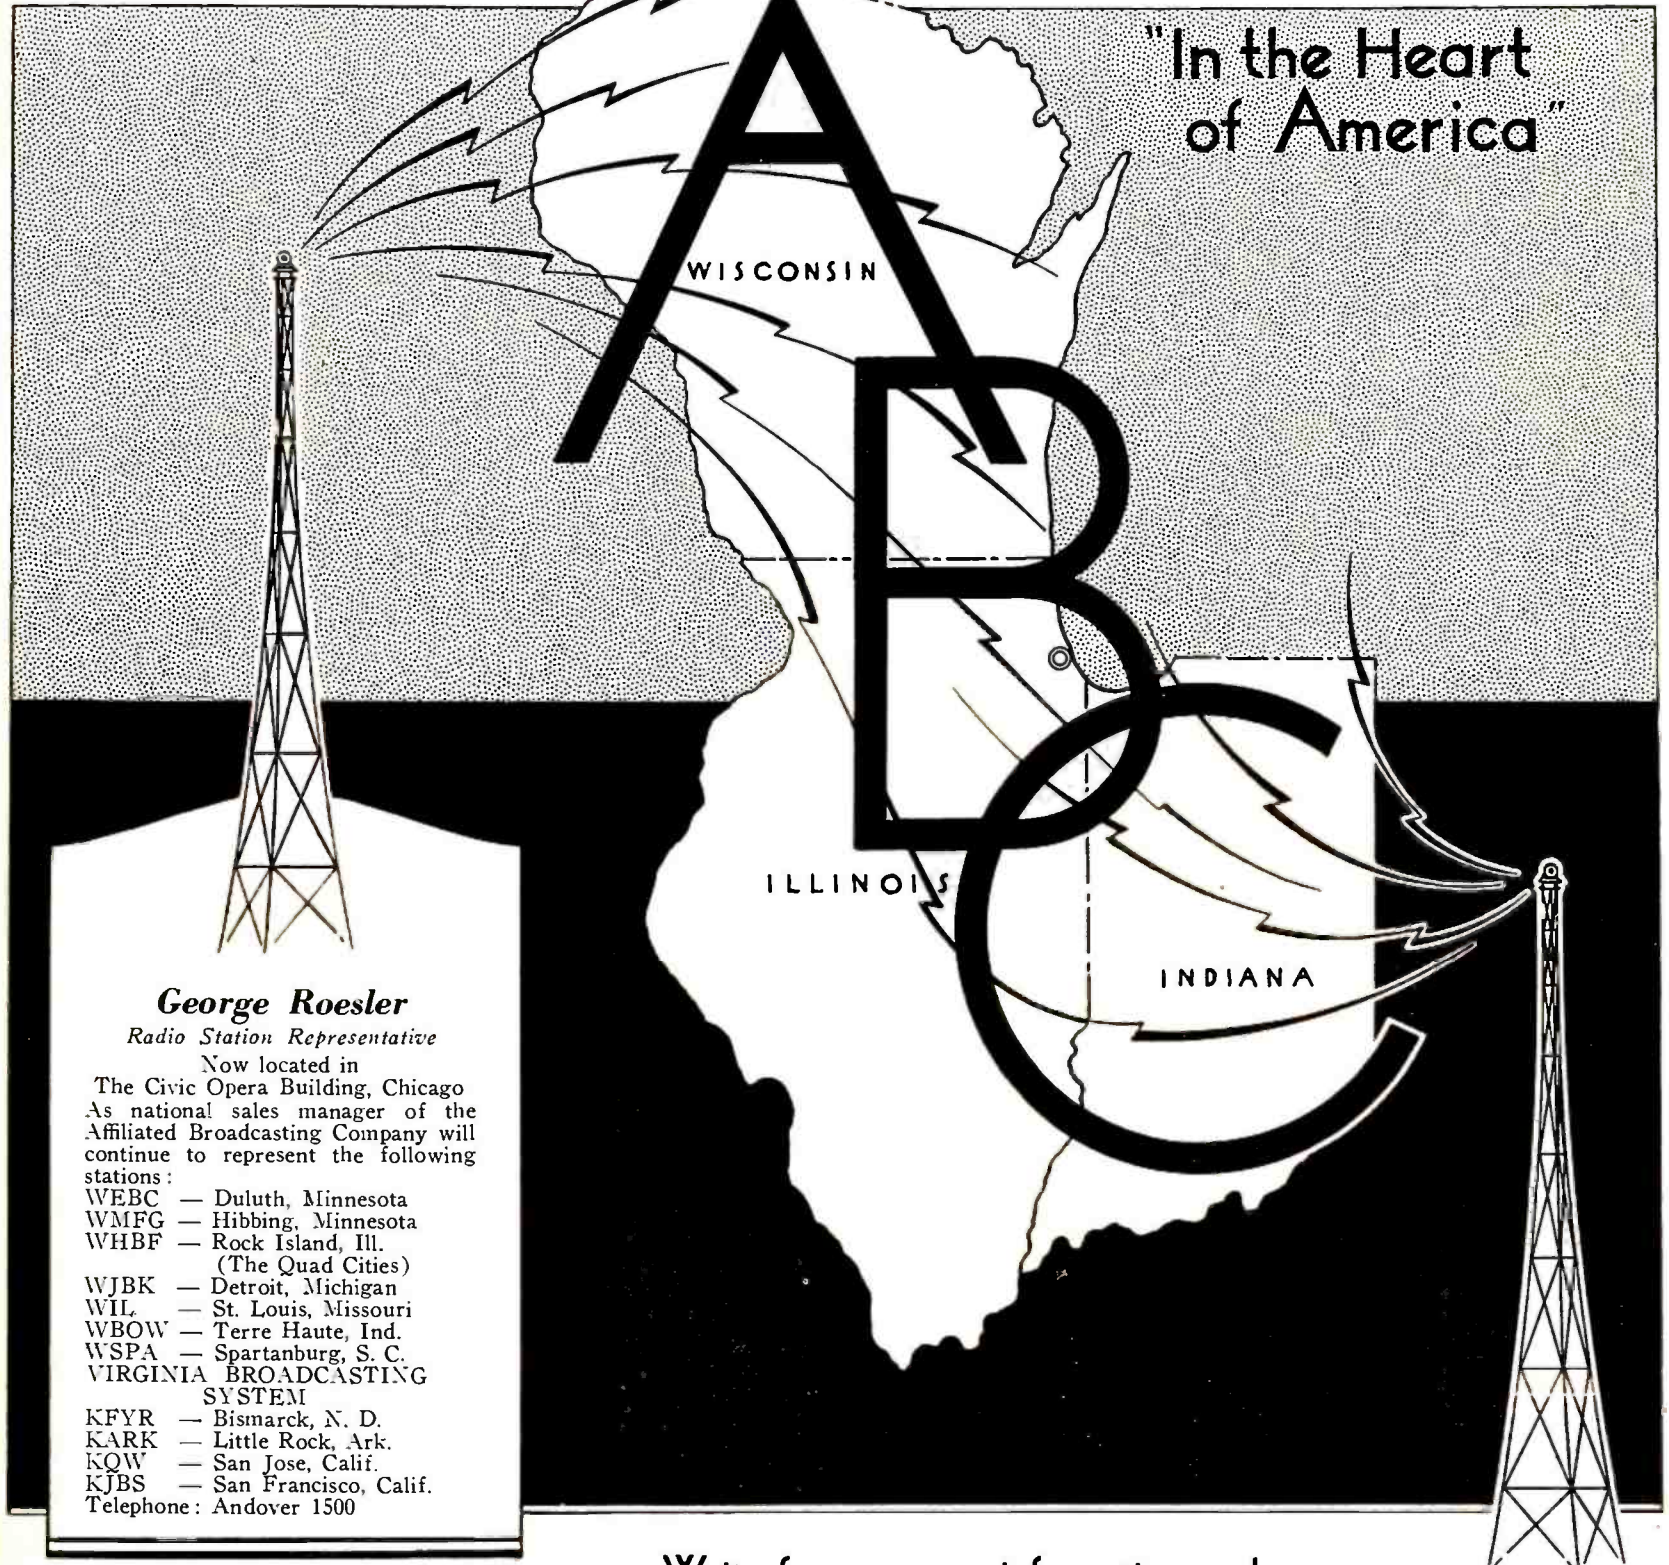 "In the Heart
of America"
A
WISCONSIN
B
ILLINOIS
C
INDIANA
George Roesler
Radio Station Representative
Now located in
The Civic Opera Building, Chicago
As national sales manager of the
Affiliated Broadcasting Company will
continue to represent the following
stations:
WEBC — Duluth, Minnesota
WMFG — Hibbing, Minnesota
WHBF — Rock Island, Ill.
(The Quad Cities)
WJBK — Detroit, Michigan
WIL — St. Louis, Missouri
WBOW — Terre Haute, Ind.
WSPA — Spartanburg, S. C.
VIRGINIA BROADCASTING
SYSTEM
KFYR — Bismarck, N. D.
KARK — Little Rock, Ark.
KQW — San Jose, Calif.
KJBS — San Francisco, Calif.
Telephone: Andover 1500